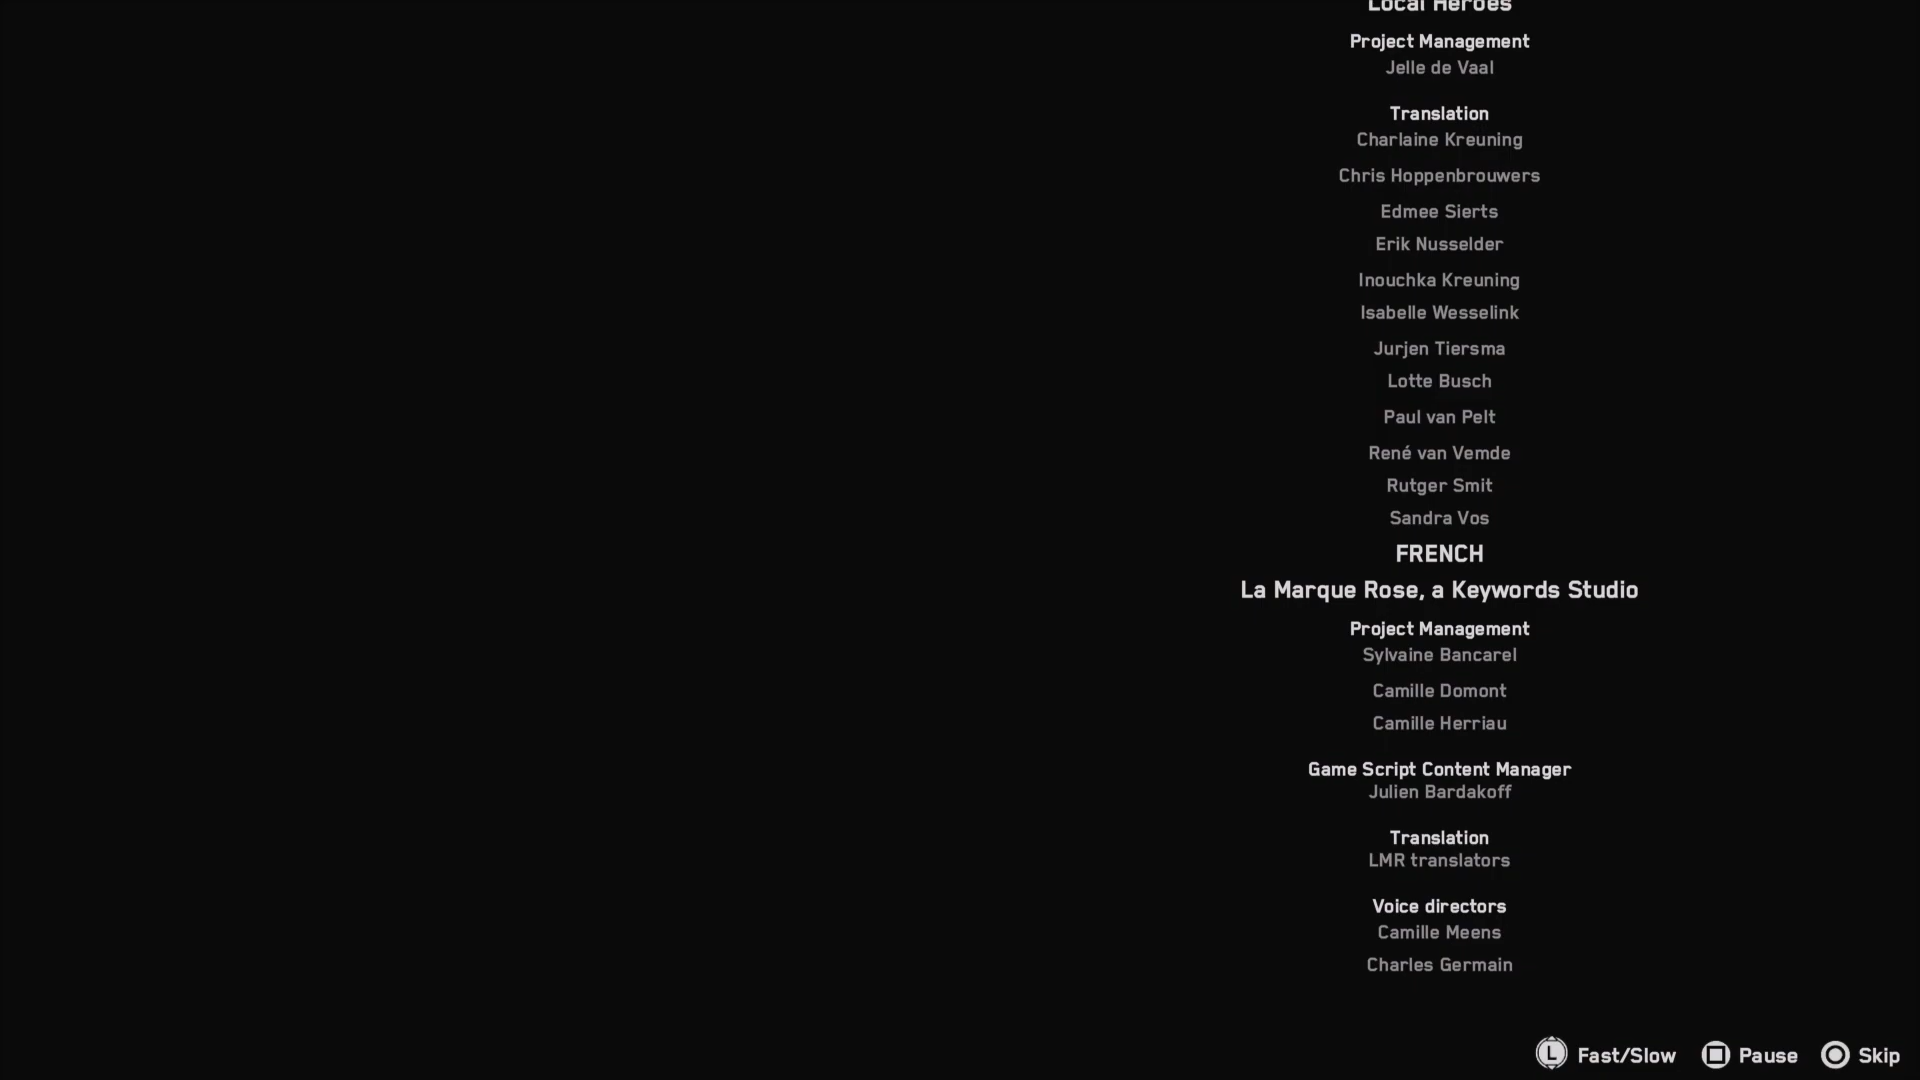 Local Heroes
Project Management
Jelle de Vaal
Translation
Charlaine Kreuning
Chris Hoppenbrouwers
Edmee Sierts
Erik Nusselder
Inouchka Kreuning
Isabelle Wesselink
Jurjen Tiersma
Lotte Busch
Paul van Pelt
René van Vemde
Rutger Smit
Sandra Vos
FRENCH
La Marque Rose, a Keywords Studio
Project Management
Sylvaine Bancarel
Camille Domont
Camille Herriau
Game Script Content Manager
Julien Bardakoff
Translation
LMR translators
Voice directors
Camille Meens
Charles Germain
L Fast/Slow Pause Skip